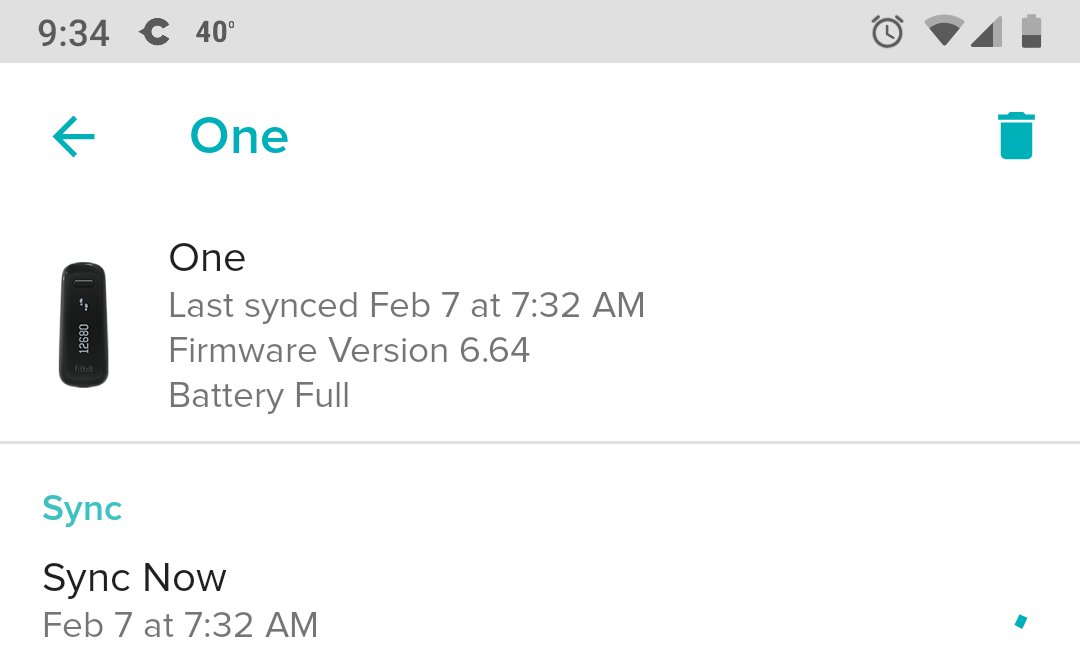 9:34 40°
One
One
Last synced Feb 7 at 7:32 AM
Firmware Version 6.64
Battery Full
12680
fitbit
Sync
Sync Now
Feb 7 at 7:32 AM